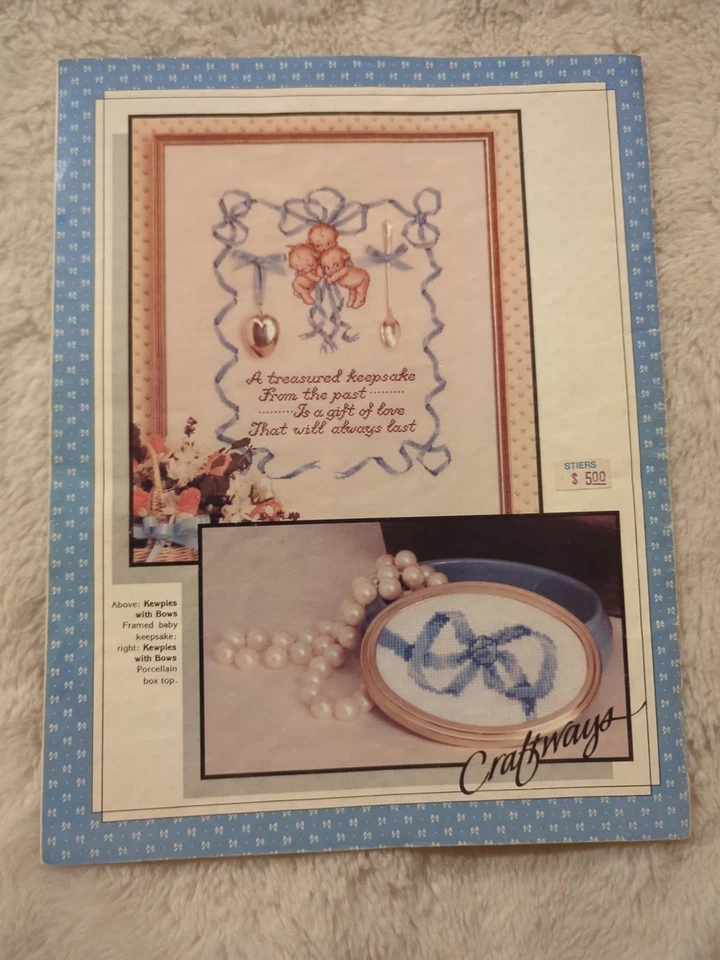 A treasured keepsake
From the past ·········
·········Is a gift of love
That will always last
STIERS
$ 5.00
Above: Kewpies
with Bows
Framed baby
keepsake;
right: Kewpies
with Bows
Porcellain
box top.
Craftways